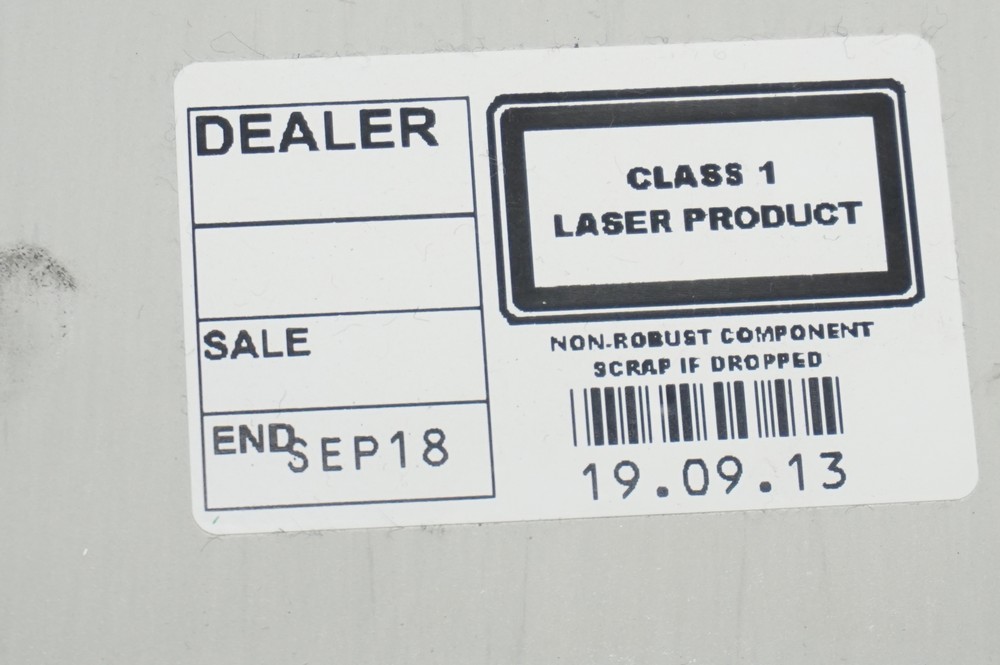 DEALER
SALE
END SEP18
CLASS 1
LASER PRODUCT
NON-ROBUST COMPONENT
SCRAP IF DROPPED
19.09.13